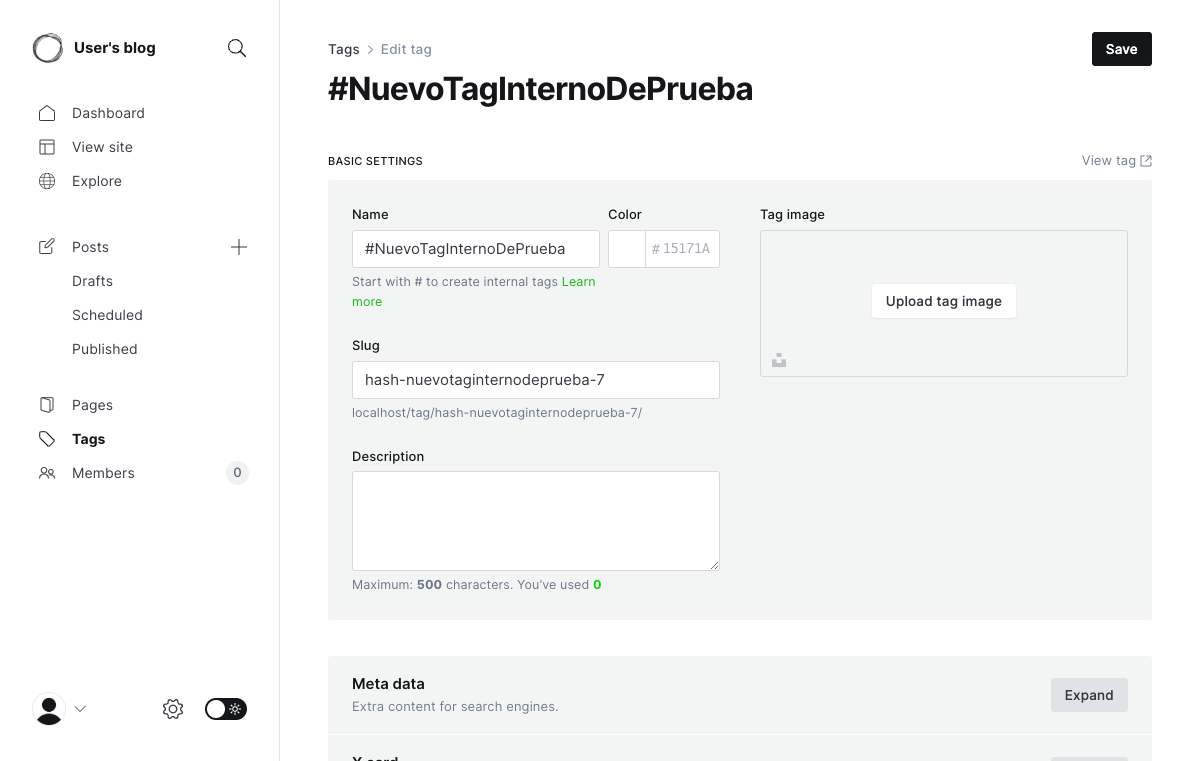 User's blog
Dashboard
View site
Explore
Posts
Drafts
Scheduled
Published
Pages
Tags
Members
0
Tags
Edit tag
Save
#NuevoTagInternoDePrueba
BASIC SETTINGS
View tag
Name
#NuevoTagInternoDePrueba
Start with # to create internal tags Learn
more
Color
# 15171A
Slug
hash-nuevotaginternodeprueba-7
localhost/tag/hash-nuevotaginternodeprueba-7/
Description
Maximum: 500 characters. You’ve used 0
Tag image
Upload tag image
Meta data
Extra content for search engines.
Expand
X card